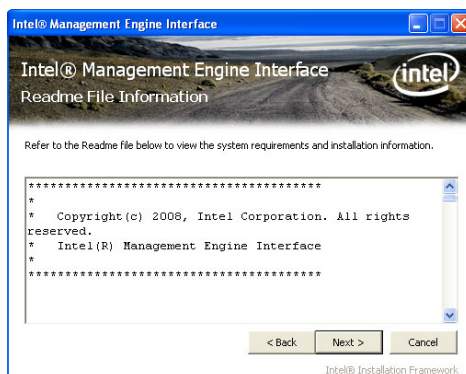 Intel® Management Engine Interface
Intel® Management Engine Interface
Readme File Information
intel
Refer to the Readme file below to view the system requirements and installation information.
****************************************
*
*   Copyright(c) 2008, Intel Corporation. All rights
reserved.
*   Intel(R) Management Engine Interface
*
****************************************
< Back
Next >
Cancel
Intel® Installation Framework